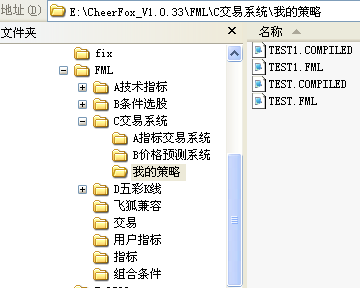 地址(D) E:\CheerFox_V1.0.33\FML\C交易系统\我的策略
文件夹
fix
FML
A技术指标
B条件选股
C交易系统
A指标交易系统
B价格预测系统
我的策略
D五彩K线
飞狐兼容
交易
用户指标
指标
组合条件
名称
TEST1.COMPILED
TEST1.FML
TEST.COMPILED
TEST.FML